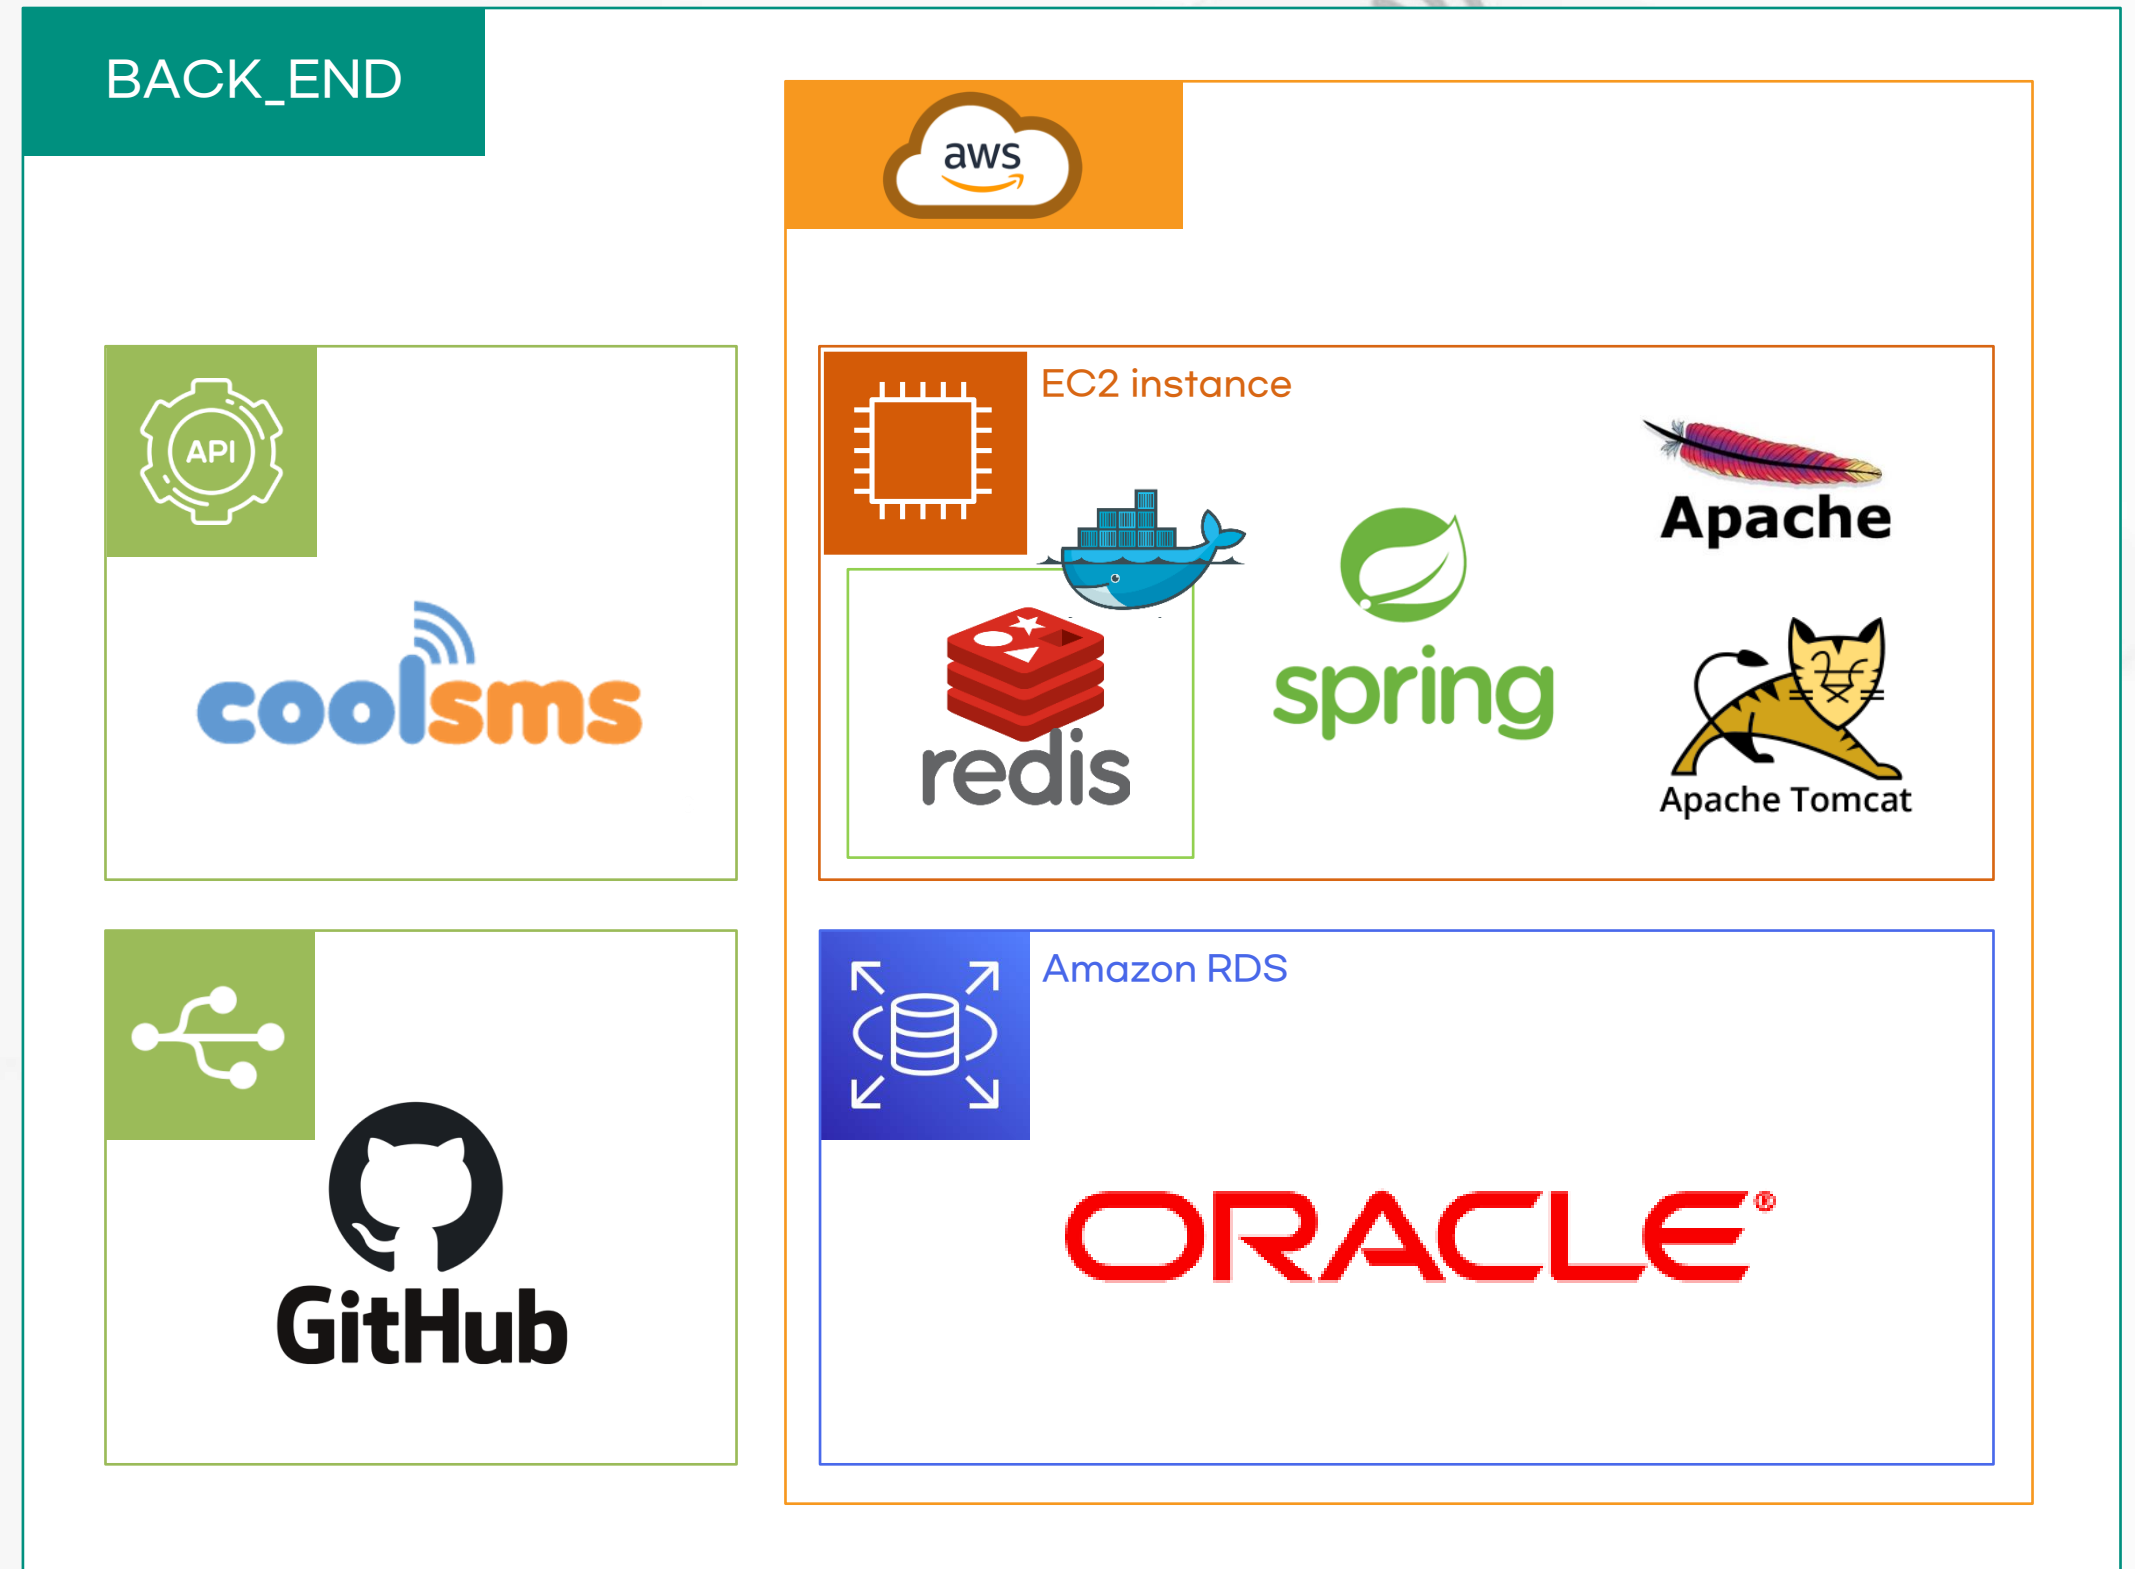 BACK_END
aws
API
coolsms
EC2 instance
redis
spring
Apache
Apache Tomcat
GitHub
Amazon RDS
ORACLE®